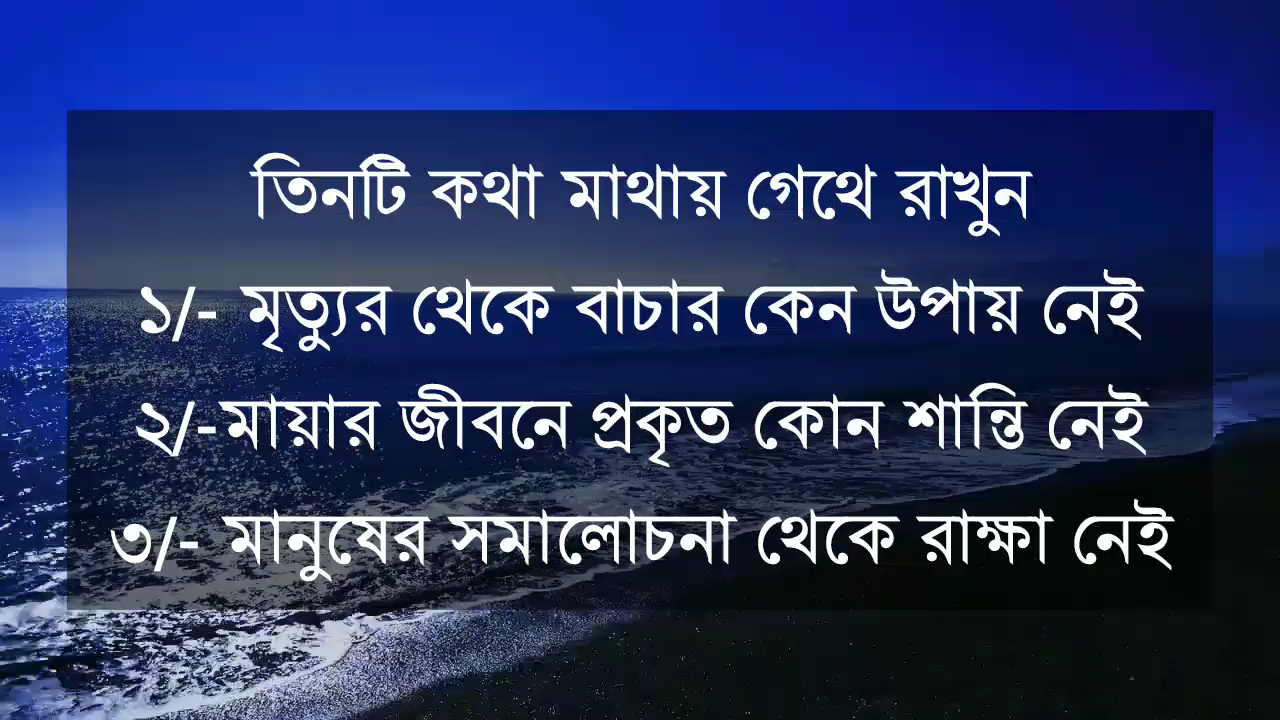 তিনটি কথা মাথায় গেথে রাখুন
১/- মৃত্যুর থেকে বাচার কেন উপায় নেই
২/-মায়ার জীবনে প্রকৃত কোন শান্তি নেই
৩/- মানুষের সমালোচনা থেকে রাক্ষা নেই